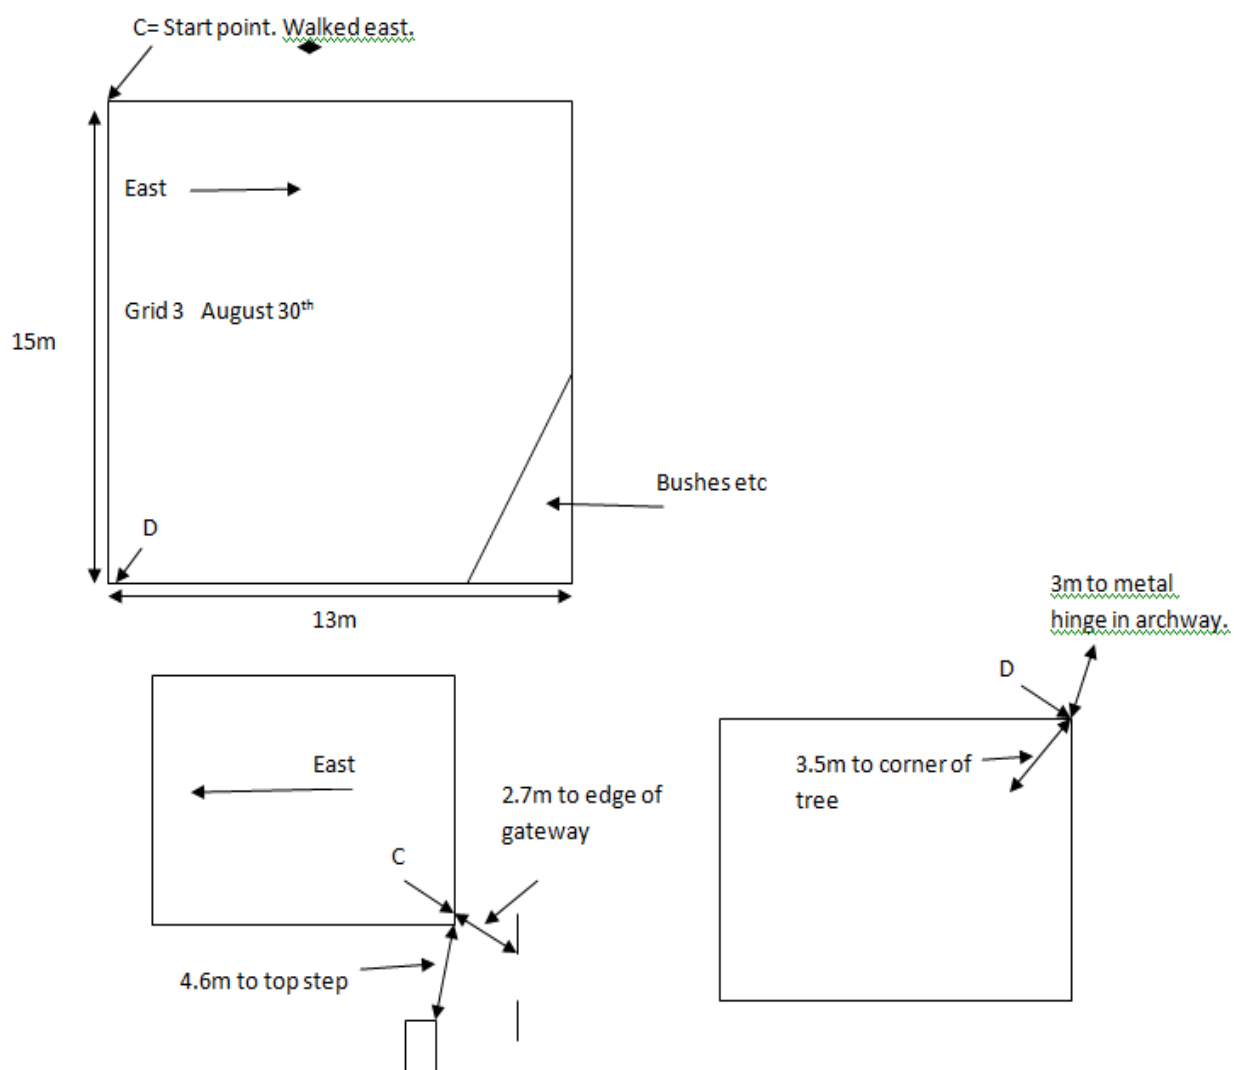 C= Start point. Walked east.
East
Grid 3 August 30th
15m
Bushes etc
D
13m
3m to metal
hinge in archway.
D
East
3.5m to corner of
tree
2.7m to edge of
gateway
C
4.6m to top step